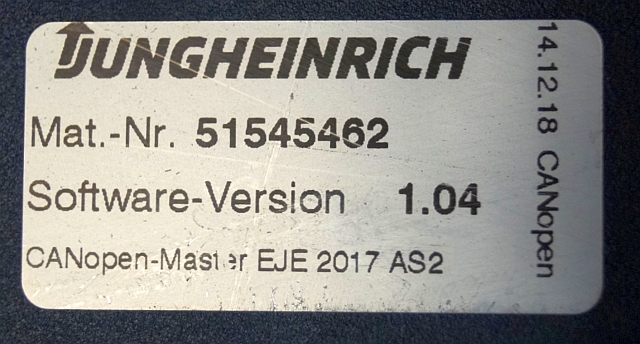 JUNGHEINRICH
Mat.-Nr. 51545462
Software-Version 1.04
CANopen-Master EJE 2017 AS2
14.12.18 CANopen